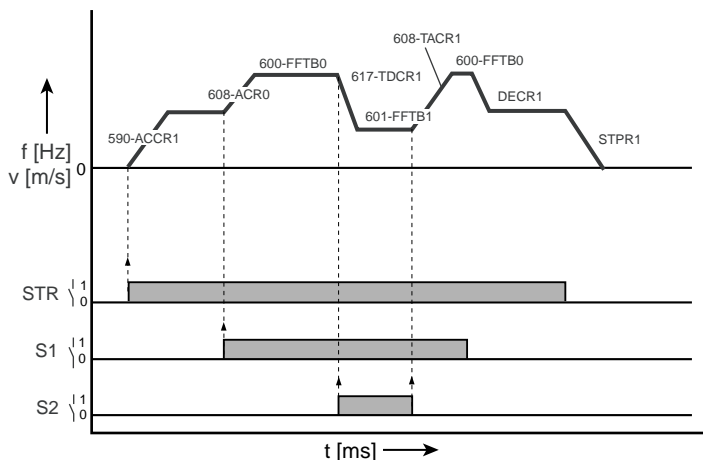 608-TACR1
600-FFTB0
600-FFTB0
617-TDCR1
608-ACR0
DECR1
601-FFTB1
590-ACCR1
STPR1
f [Hz]
v [m/s]
0
STR
1
0
S1
1
0
S2
1
0
t [ms]